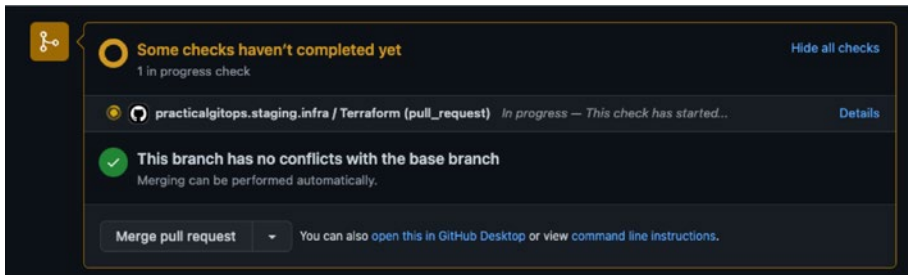 Some checks haven't completed yet
Hide all checks
1 in progress check
practicalgitops.staging.infra / Terraform (pull_request) In progress — This check has started...
Details
This branch has no conflicts with the base branch
Merging can be performed automatically.
Merge pull request
You can also open this in GitHub Desktop or view command line instructions.